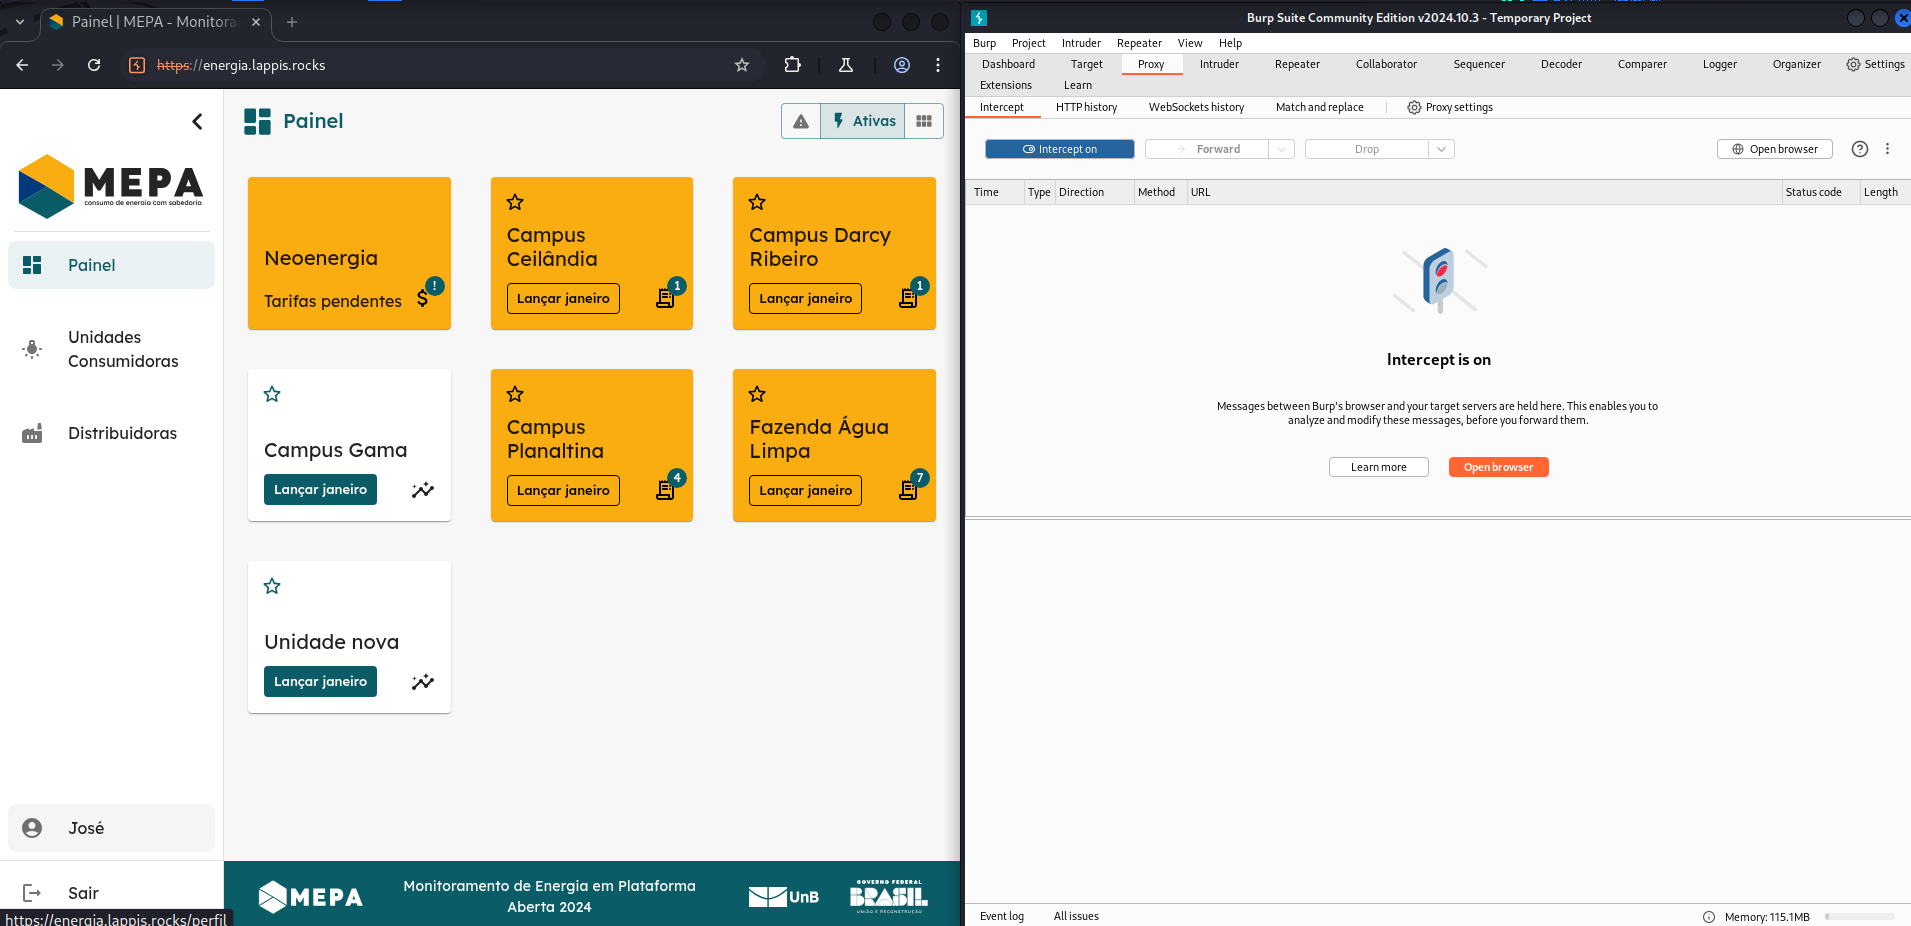 Painel | MEPA - Monitora
https://energia.lappis.rocks
MEPA
consumo de energia com sabedoria
Painel
Unidades
Consumidoras
Distribuidoras
José
Sair
https://energia.lappis.rocks/perfil
Painel
Ativas
Neoenergia
Tarifas pendentes
$
!
Campus
Ceilândia
Lançar janeiro
1
Campus Darcy
Ribeiro
Lançar janeiro
1
Campus Gama
Lançar janeiro
Campus
Planaltina
Lançar janeiro
4
Fazenda Água
Limpa
Lançar janeiro
7
Unidade nova
Lançar janeiro
MEPA
Monitoramento de Energia em Plataforma
Aberta 2024
UnB
GOVERNO FEDERAL
BRASIL
UNIÃO E RECONSTRUÇÃO
Burp Suite Community Edition v2024.10.3 - Temporary Project
Burp Project Intruder Repeater View Help
Dashboard Target Proxy Intruder Repeater Collaborator Sequencer Decoder Comparer Logger Organizer Settings
Extensions Learn
Intercept HTTP history WebSockets history Match and replace Proxy settings
Intercept on Forward Drop Open browser
Time Type Direction Method URL Status code Length
Intercept is on
Messages between Burp's browser and your target servers are held here. This enables you to
analyze and modify these messages, before you forward them.
Learn more Open browser
Event log All issues Memory: 115.1MB